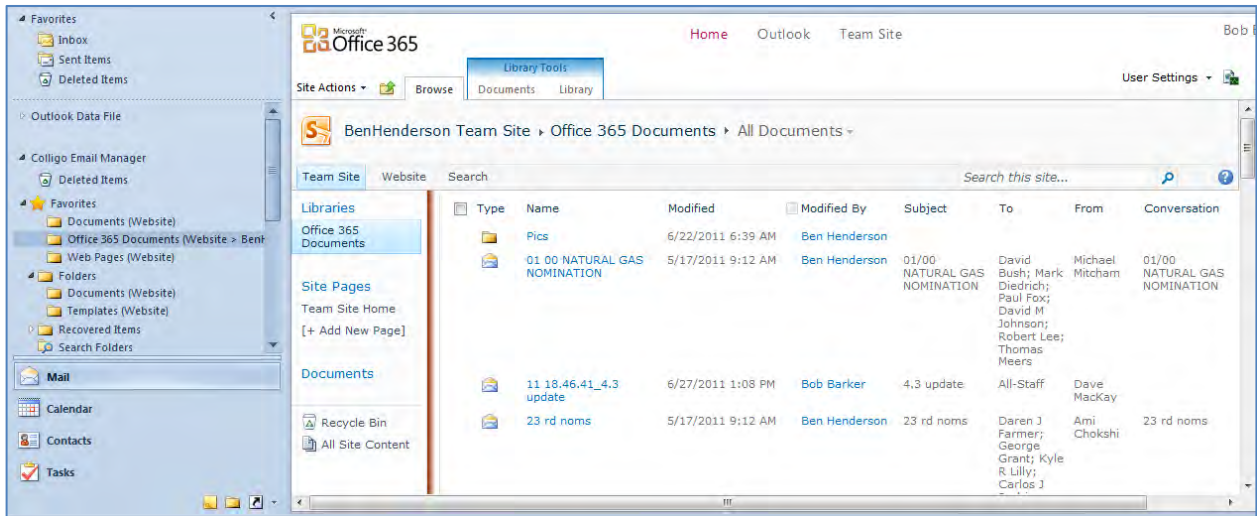 Favorites
Inbox
Sent Items
Deleted Items
Outlook Data File
Colligo Email Manager
Deleted Items
Favorites
Documents (Website)
Office 365 Documents (Website > BenH
Web Pages (Website)
Folders
Documents (Website)
Templates (Website)
Recovered Items
Search Folders
Mail
Calendar
Contacts
Tasks
Microsoft®
Office 365
Home Outlook Team Site
Bob
Site Actions
Browse
Library Tools
Documents Library
User Settings
BenHenderson Team Site Office 365 Documents All Documents
Team Site Website Search
Search this site...
Libraries
Office 365
Documents
Site Pages
Team Site Home
[+ Add New Page]
Documents
Recycle Bin
All Site Content
Type Name Modified Modified By Subject To From Conversation
Pics 6/22/2011 6:39 AM Ben Henderson
01 00 NATURAL GAS 5/17/2011 9:12 AM Ben Henderson 01/00 David Michael 01/00
NOMINATION NATURAL GAS Bush; Mark Mitcham NATURAL GAS
NOMINATION Diedrich; NOMINATION
Paul Fox;
David M
Johnson;
Robert Lee;
Thomas
Meers
11 18.46.41_4.3 6/27/2011 1:08 PM Bob Barker 4.3 update All-Staff Dave
update MacKay
23 rd noms 5/17/2011 9:12 AM Ben Henderson 23 rd noms Daren J Ami 23 rd noms
Farmer; Chokshi
George
Grant; Kyle
R Lilly;
Carlos J